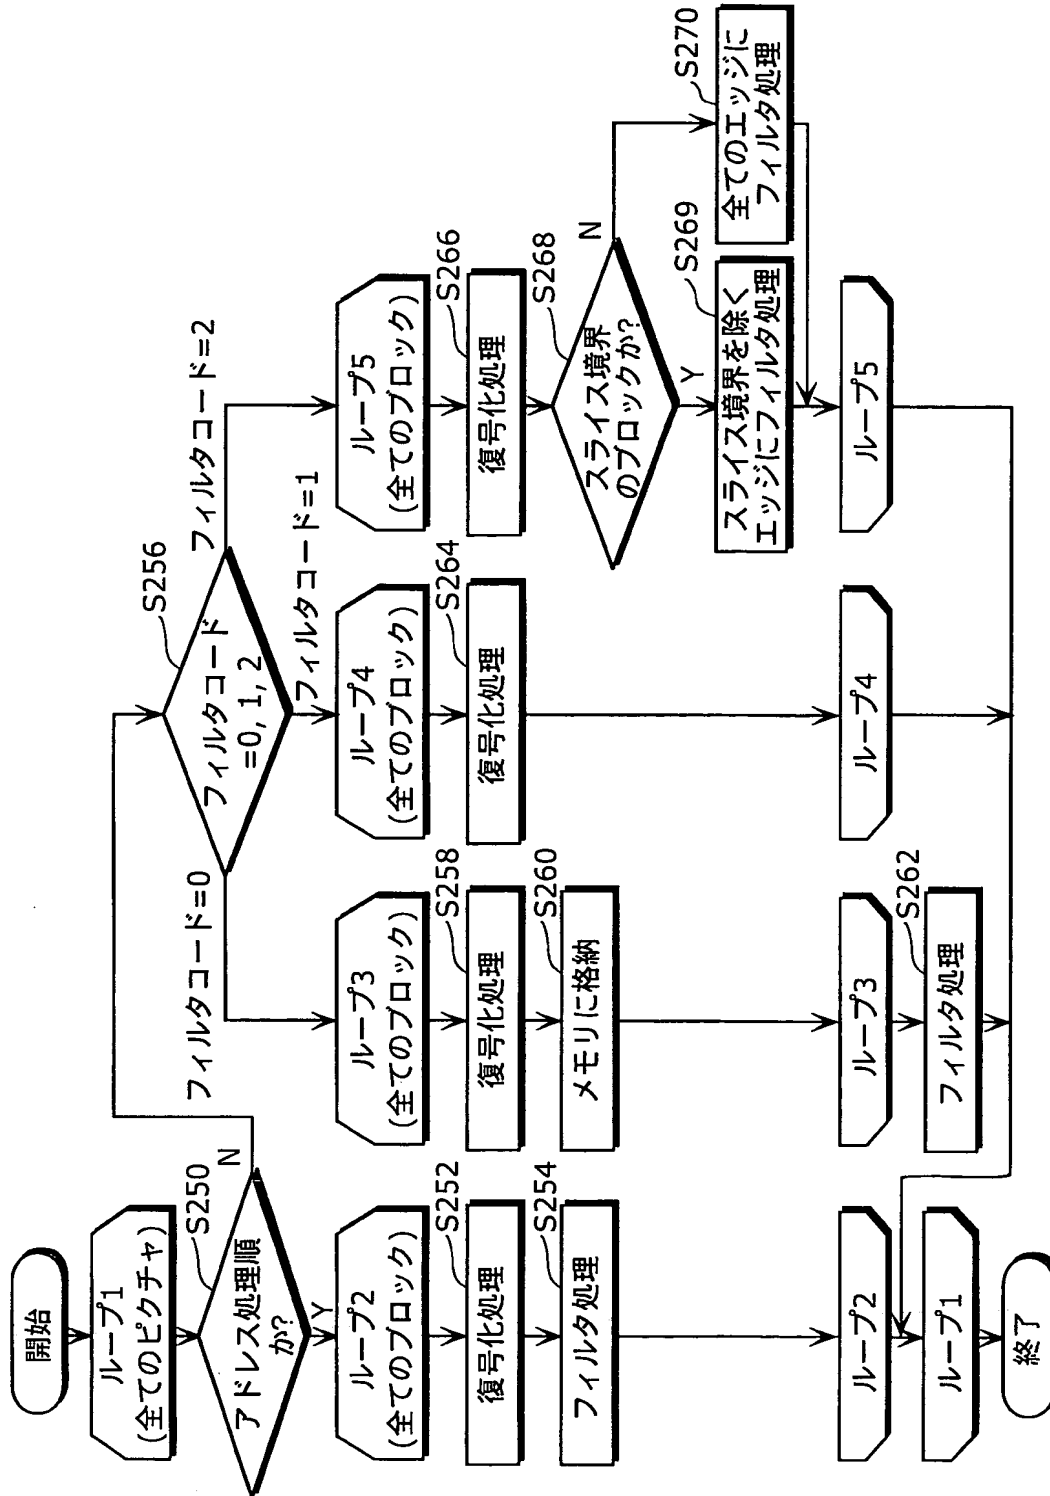 開始
ループ1
(全てのピクチャ)
S250
アドレス処理順
か?
N
Y
ループ2
(全てのブロック)
S252
復号化処理
S254
フィルタ処理
ループ2
ループ1
終了
S256
フィルタコード
=0, 1, 2
フィルタコード=0
フィルタコード=1
フィルタコード=2
ループ3
(全てのブロック)
S258
復号化処理
S260
メモリに格納
ループ3
S262
フィルタ処理
ループ4
(全てのブロック)
S264
復号化処理
ループ4
ループ5
(全てのブロック)
S266
復号化処理
S268
スライス境界
のブロックか?
N
Y
S269
スライス境界を除く
エッジにフィルタ処理
S270
全てのエッジに
フィルタ処理
ループ5